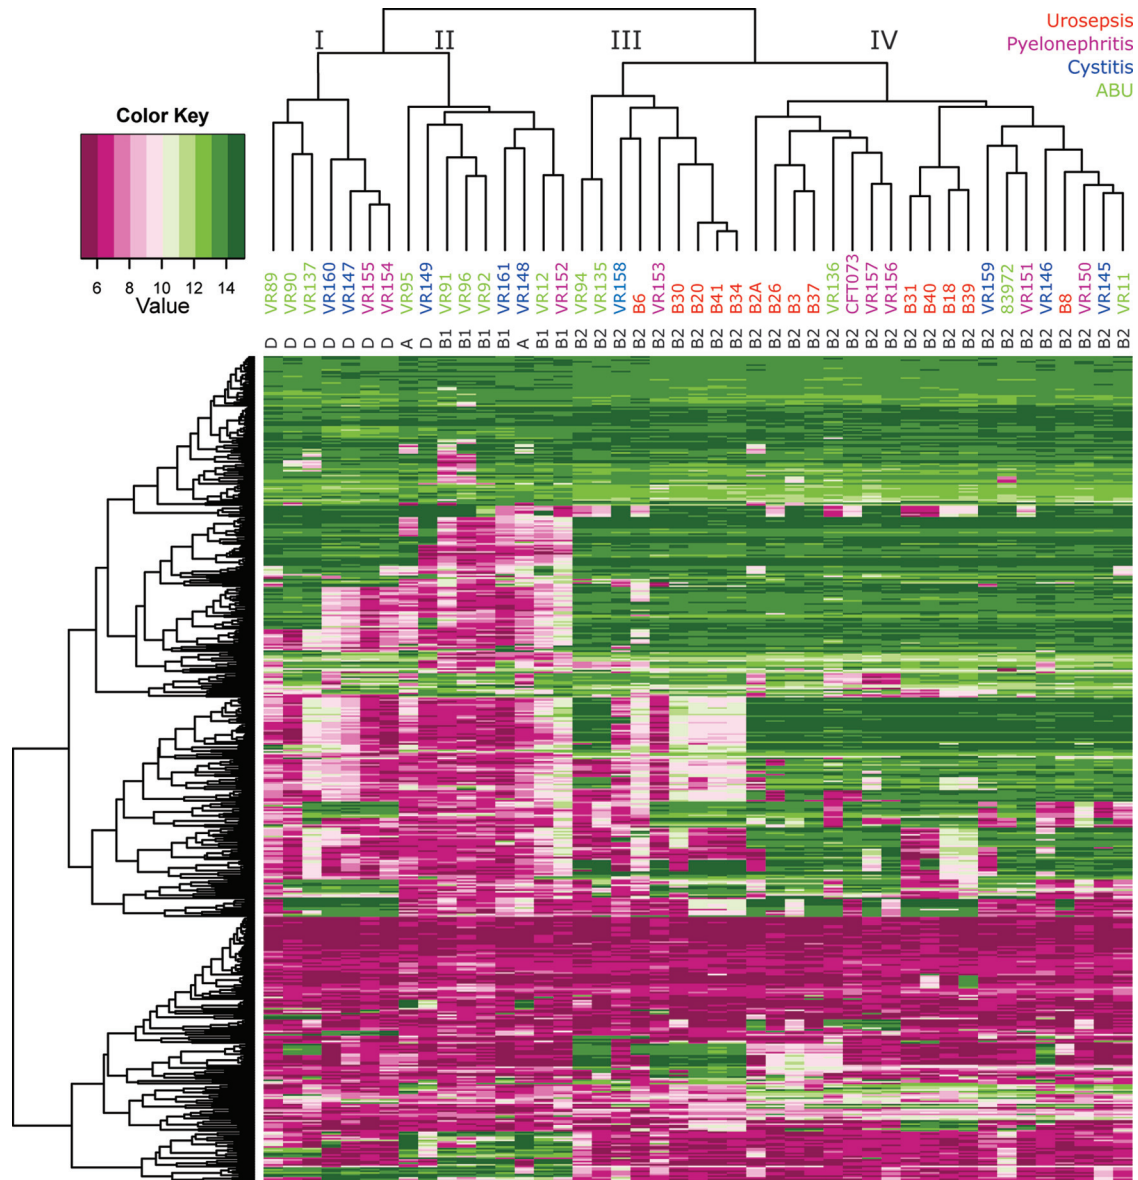 I II III IV
Urosepsis
Pyelonephritis
Cystitis
ABU
Color Key
6 8 10 12 14
Value
VR89 VR90 VR137 VR160 VR147 VR155 VR154 VR95 VR149 VR91 VR96 VR92 VR161 VR148 VR12 VR152 VR94 VR135 VR158 B6 VR153 B30 B20 B41 B34 B2A B26 B3 B37 VR136 CFT073 VR157 VR156 B31 B40 B18 B39 VR159 83972 VR151 VR146 B8 VR150 VR145 VR11
D D D D D D D A D B1 B1 B1 B1 A B1 B1 B2 B2 B2 B2 B2 B2 B2 B2 B2 B2 B2 B2 B2 B2 B2 B2 B2 B2 B2 B2 B2 B2 B2 B2 B2 B2 B2 B2 B2